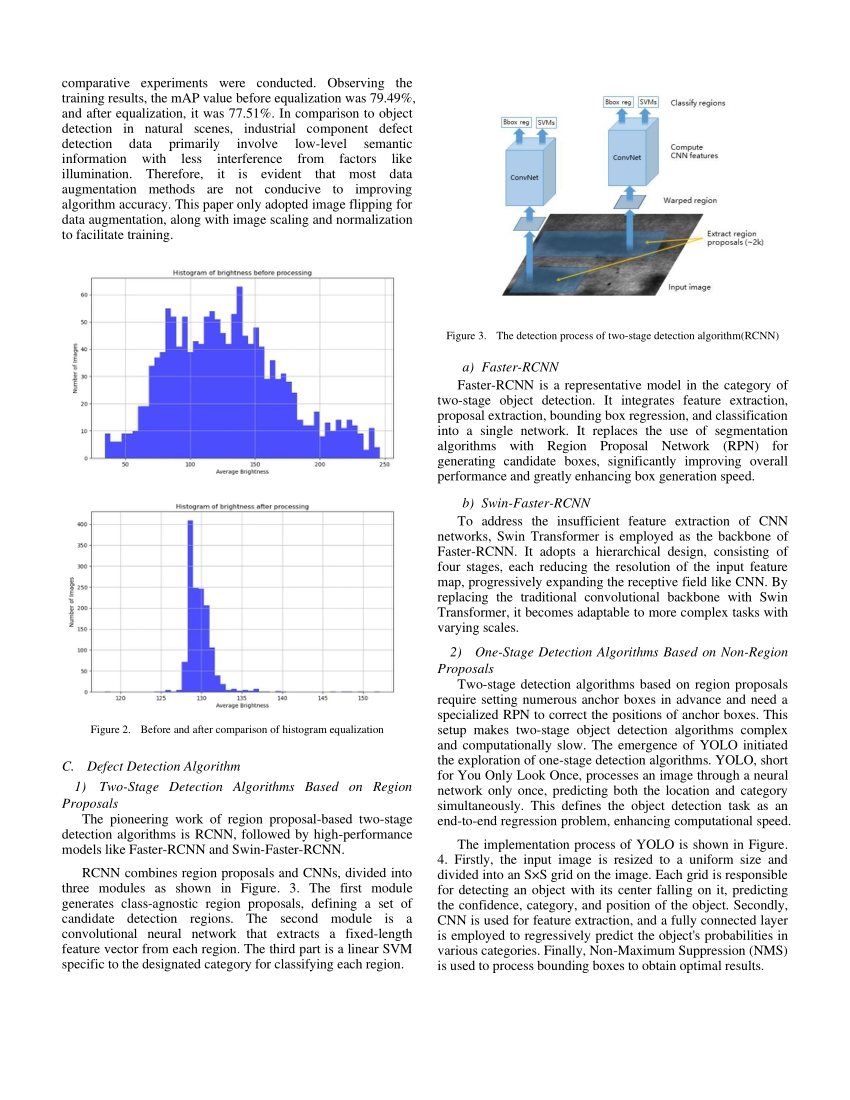 comparative experiments were conducted. Observing the
training results, the mAP value before equalization was 79.49%,
and after equalization, it was 77.51%. In comparison to object
detection in natural scenes, industrial component defect
detection data primarily involve low-level semantic
information with less interference from factors like
illumination. Therefore, it is evident that most data
augmentation methods are not conducive to improving
algorithm accuracy. This paper only adopted image flipping for
data augmentation, along with image scaling and normalization
to facilitate training.
Histogram of brightness before processing
Number of Images
60
50
40
30
20
10
0
50 100 150 200 250
Average Brightness
Histogram of brightness after processing
Number of Images
400
350
300
250
200
150
100
50
0
120 125 130 135 140 145 150
Average Brightness
Figure 2. Before and after comparison of histogram equalization
C. Defect Detection Algorithm
1) Two-Stage Detection Algorithms Based on Region
Proposals
The pioneering work of region proposal-based two-stage
detection algorithms is RCNN, followed by high-performance
models like Faster-RCNN and Swin-Faster-RCNN.
RCNN combines region proposals and CNNs, divided into
three modules as shown in Figure. 3. The first module
generates class-agnostic region proposals, defining a set of
candidate detection regions. The second module is a
convolutional neural network that extracts a fixed-length
feature vector from each region. The third part is a linear SVM
specific to the designated category for classifying each region.
Bbox reg SVMs Classify regions
Bbox reg SVMs
ConvNet Compute
CNN features
ConvNet
Warped region
Extract region
proposals (~2k)
Input image
Figure 3. The detection process of two-stage detection algorithm(RCNN)
a) Faster-RCNN
Faster-RCNN is a representative model in the category of
two-stage object detection. It integrates feature extraction,
proposal extraction, bounding box regression, and classification
into a single network. It replaces the use of segmentation
algorithms with Region Proposal Network (RPN) for
generating candidate boxes, significantly improving overall
performance and greatly enhancing box generation speed.
b) Swin-Faster-RCNN
To address the insufficient feature extraction of CNN
networks, Swin Transformer is employed as the backbone of
Faster-RCNN. It adopts a hierarchical design, consisting of
four stages, each reducing the resolution of the input feature
map, progressively expanding the receptive field like CNN. By
replacing the traditional convolutional backbone with Swin
Transformer, it becomes adaptable to more complex tasks with
varying scales.
2) One-Stage Detection Algorithms Based on Non-Region
Proposals
Two-stage detection algorithms based on region proposals
require setting numerous anchor boxes in advance and need a
specialized RPN to correct the positions of anchor boxes. This
setup makes two-stage object detection algorithms complex
and computationally slow. The emergence of YOLO initiated
the exploration of one-stage detection algorithms. YOLO, short
for You Only Look Once, processes an image through a neural
network only once, predicting both the location and category
simultaneously. This defines the object detection task as an
end-to-end regression problem, enhancing computational speed.
The implementation process of YOLO is shown in Figure.
4. Firstly, the input image is resized to a uniform size and
divided into an S×S grid on the image. Each grid is responsible
for detecting an object with its center falling on it, predicting
the confidence, category, and position of the object. Secondly,
CNN is used for feature extraction, and a fully connected layer
is employed to regressively predict the object's probabilities in
various categories. Finally, Non-Maximum Suppression (NMS)
is used to process bounding boxes to obtain optimal results.